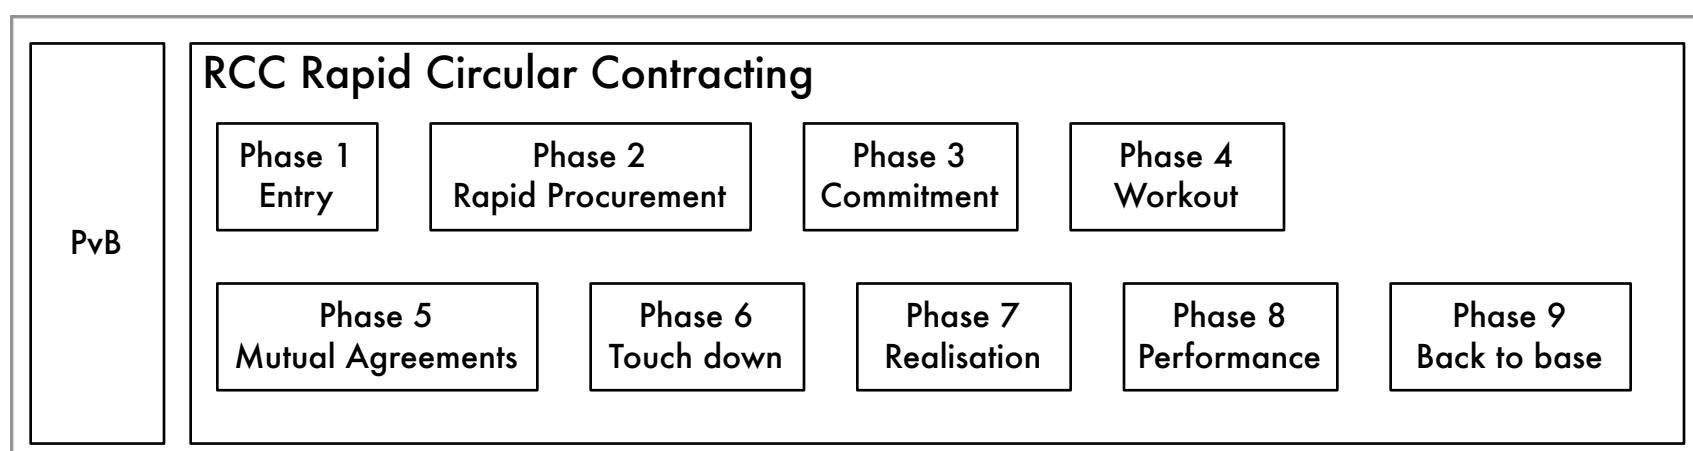 PvB
RCC Rapid Circular Contracting
Phase 1
Entry
Phase 2
Rapid Procurement
Phase 3
Commitment
Phase 4
Workout
Phase 5
Mutual Agreements
Phase 6
Touch down
Phase 7
Realisation
Phase 8
Performance
Phase 9
Back to base